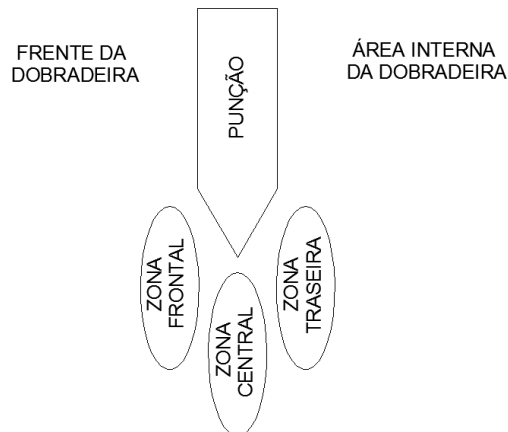 FRENTE DA
DOBRADEIRA
PUNÇÃO
ÁREA INTERNA
DA DOBRADEIRA
ZONA
FRONTAL
ZONA
CENTRAL
ZONA
TRASEIRA